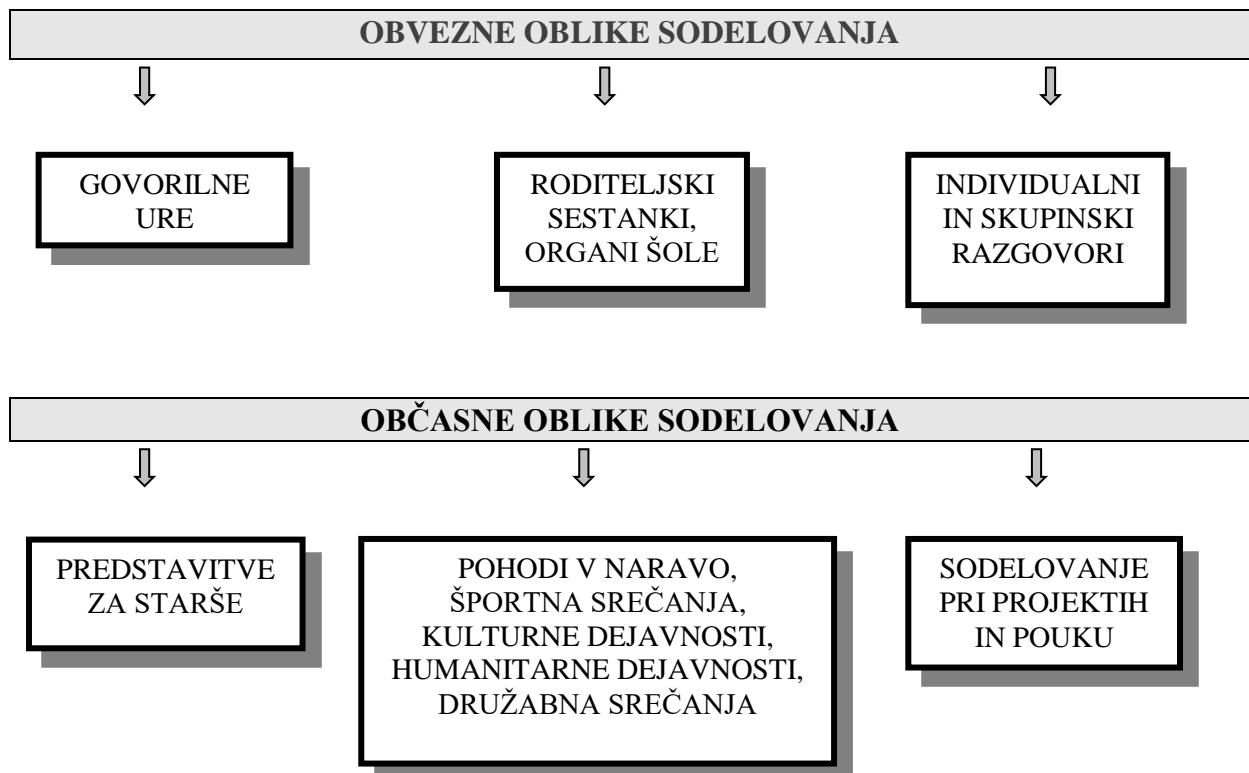 OBVEZNE OBLIKE SODELOVANJA
GOVORILNE
URE
RODITELJSKI
SESTANKI,
ORGANI ŠOLE
INDIVIDUALNI
IN SKUPINSKI
RAZGOVORI
OBČASNE OBLIKE SODELOVANJA
PREDSTAVITVE
ZA STARŠE
POHODI V NARAVO,
ŠPORTNA SREČANJA,
KULTURNE DEJAVNOSTI,
HUMANITARNE DEJAVNOSTI,
DRUŽABNA SREČANJA
SODELOVANJE
PRI PROJEKTIH
IN POUKU